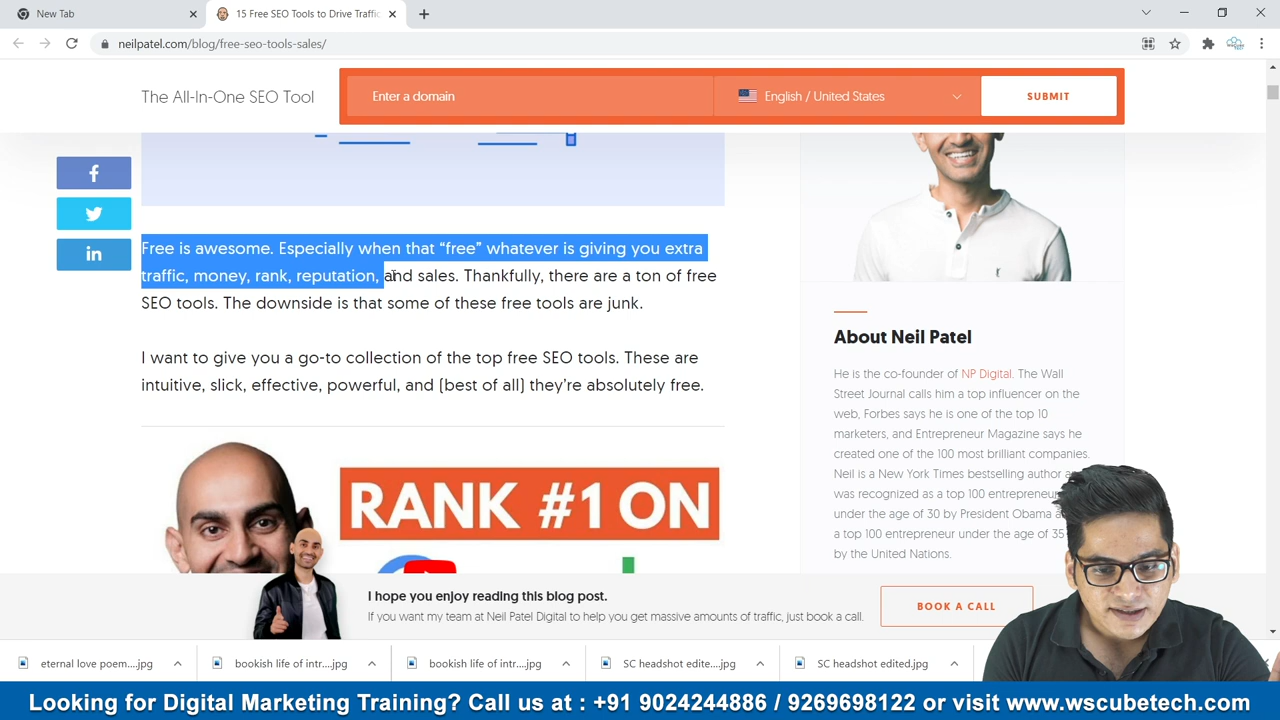 New Tab
15 Free SEO Tools to Drive Traffic
neilpatel.com/blog/free-seo-tools-sales/
The All-In-One SEO Tool
Enter a domain
English / United States
SUBMIT
Free is awesome. Especially when that “free” whatever is giving you extra
traffic, money, rank, reputation, and sales. Thankfully, there are a ton of free
SEO tools. The downside is that some of these free tools are junk.
I want to give you a go-to collection of the top free SEO tools. These are
intuitive, slick, effective, powerful, and (best of all) they’re absolutely free.
RANK #1 ON
About Neil Patel
He is the co-founder of NP Digital. The Wall
Street Journal calls him a top influencer on the
web, Forbes says he is one of the top 10
marketers, and Entrepreneur Magazine says he
created one of the 100 most brilliant companies.
Neil is a New York Times bestselling author
was recognized as a top 100 entrepreneur
under the age of 30 by President Obama
a top 100 entrepreneur under the age of 35
by the United Nations.
I hope you enjoy reading this blog post.
If you want my team at Neil Patel Digital to help you get massive amounts of traffic, just book a call.
BOOK A CALL
eternal love poem....jpg
bookish life of intr....jpg
bookish life of intr....jpg
SC headshot edite....jpg
SC headshot edited.jpg
Looking for Digital Marketing Training? Call us at : +91 9024244886 / 9269698122 or visit www.wscubetech.com